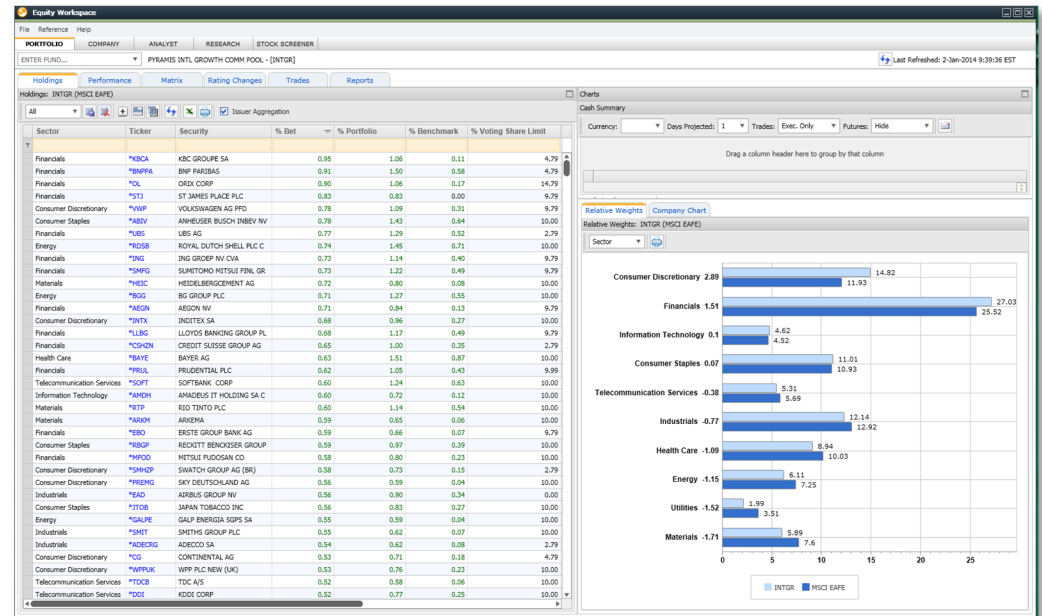 Equity Workspace
File Reference Help
PORTFOLIO COMPANY ANALYST RESEARCH STOCK SCREENER
ENTER FUND... PYRAMIS INTL GROWTH COMM POOL - [INTGR] Last Refreshed: 2-Jan-2014 9:39:36 EST
Holdings Performance Matrix Rating Changes Trades Reports
Holdings: INTGR (MSCI EAFE)
All Issuer Aggregation
Sector Ticker Security % Bet % Portfolio % Benchmark % Voting Share Limit
Financials *KBCA KBC GROUPE SA 0.95 1.06 0.11 4.79
Financials *BNPPA BNP PARIBAS 0.91 1.50 0.58 4.79
Financials *OL ORIX CORP 0.90 1.06 0.17 14.79
Financials *STJ ST JAMES PLACE PLC 0.83 0.83 0.00 9.79
Consumer Discretionary *VWP VOLKSWAGEN AG PFD 0.78 1.09 0.31 9.79
Consumer Staples *ABIV ANHEUSER BUSCH INBEV NV 0.78 1.43 0.64 10.00
Financials *UBS UBS AG 0.77 1.29 0.52 2.79
Energy *RDSB ROYAL DUTCH SHELL PLC C 0.74 1.45 0.71 10.00
Financials *ING ING GROEP NV CVA 0.73 1.14 0.40 9.79
Financials *SMFG SUMITOMO MITSUI FINL GR 0.73 1.22 0.49 9.79
Materials *HEIC HEIDELBERGCEMENT AG 0.72 0.80 0.08 10.00
Energy *BGG BG GROUP PLC 0.71 1.27 0.55 10.00
Financials *AEGN AEGON NV 0.71 0.84 0.13 9.79
Consumer Discretionary *INTX INDITEX SA 0.68 0.96 0.27 10.00
Financials *LLBG LLOYDS BANKING GROUP PL 0.68 1.17 0.49 9.79
Financials *CSHZN CREDIT SUISSE GROUP AG 0.65 1.00 0.35 2.79
Health Care *BAYE BAYER AG 0.63 1.51 0.87 10.00
Financials *PRUL PRUDENTIAL PLC 0.62 1.05 0.43 9.99
Telecommunication Services *SOFT SOFTBANK CORP 0.60 1.24 0.63 10.00
Information Technology *AMDH AMADEUS IT HOLDING SA C 0.60 0.72 0.12 10.00
Materials *RTP RIO TINTO PLC 0.60 1.14 0.54 10.00
Materials *ARKM ARKEMA 0.59 0.65 0.06 10.00
Financials *EBO ERSTE GROUP BANK AG 0.59 0.66 0.07 9.79
Consumer Staples *RBGP RECKITT BENCKISER GROUP 0.59 0.97 0.39 10.00
Financials *MFOD MITSUI FUDOSAN CO 0.58 0.80 0.23 10.00
Consumer Discretionary *SMHZP SWATCH GROUP AG (BR) 0.58 0.73 0.15 2.79
Consumer Discretionary *PREMG SKY DEUTSCHLAND AG 0.56 0.59 0.04 10.00
Industrials *EAD AIRBUS GROUP NV 0.56 0.90 0.34 0.00
Consumer Staples *JTOB JAPAN TOBACCO INC 0.56 0.83 0.27 10.00
Energy *GALPE GALP ENERGIA SGPS SA 0.55 0.59 0.04 10.00
Industrials *SMIT SMITHS GROUP PLC 0.55 0.62 0.07 10.00
Industrials *ADECRG ADECCO SA 0.54 0.62 0.08 2.79
Consumer Discretionary *CG CONTINENTAL AG 0.53 0.71 0.18 4.79
Consumer Discretionary *WPPUK WPP PLC NEW (UK) 0.53 0.76 0.23 10.00
Telecommunication Services *TDCB TDC A/S 0.52 0.58 0.06 10.00
Telecommunication Services *DDI KDDI CORP 0.52 0.77 0.25 10.00
Charts
Cash Summary
Currency: Days Projected: 1 Trades: Exec. Only Futures: Hide
Drag a column header here to group by that column
Relative Weights Company Chart
Relative Weights: INTGR (MSCI EAFE)
Sector
Consumer Discretionary 2.89 14.82
11.93
Financials 1.51 27.03
25.52
Information Technology 0.1 4.62
4.52
Consumer Staples 0.07 11.01
10.93
Telecommunication Services -0.38 5.31
5.69
Industrials -0.77 12.14
12.92
Health Care -1.09 8.94
10.03
Energy -1.15 6.11
7.25
Utilities -1.52 1.99
3.51
Materials -1.71 5.89
7.6
0 5 10 15 20 25
INTGR MSCI EAFE